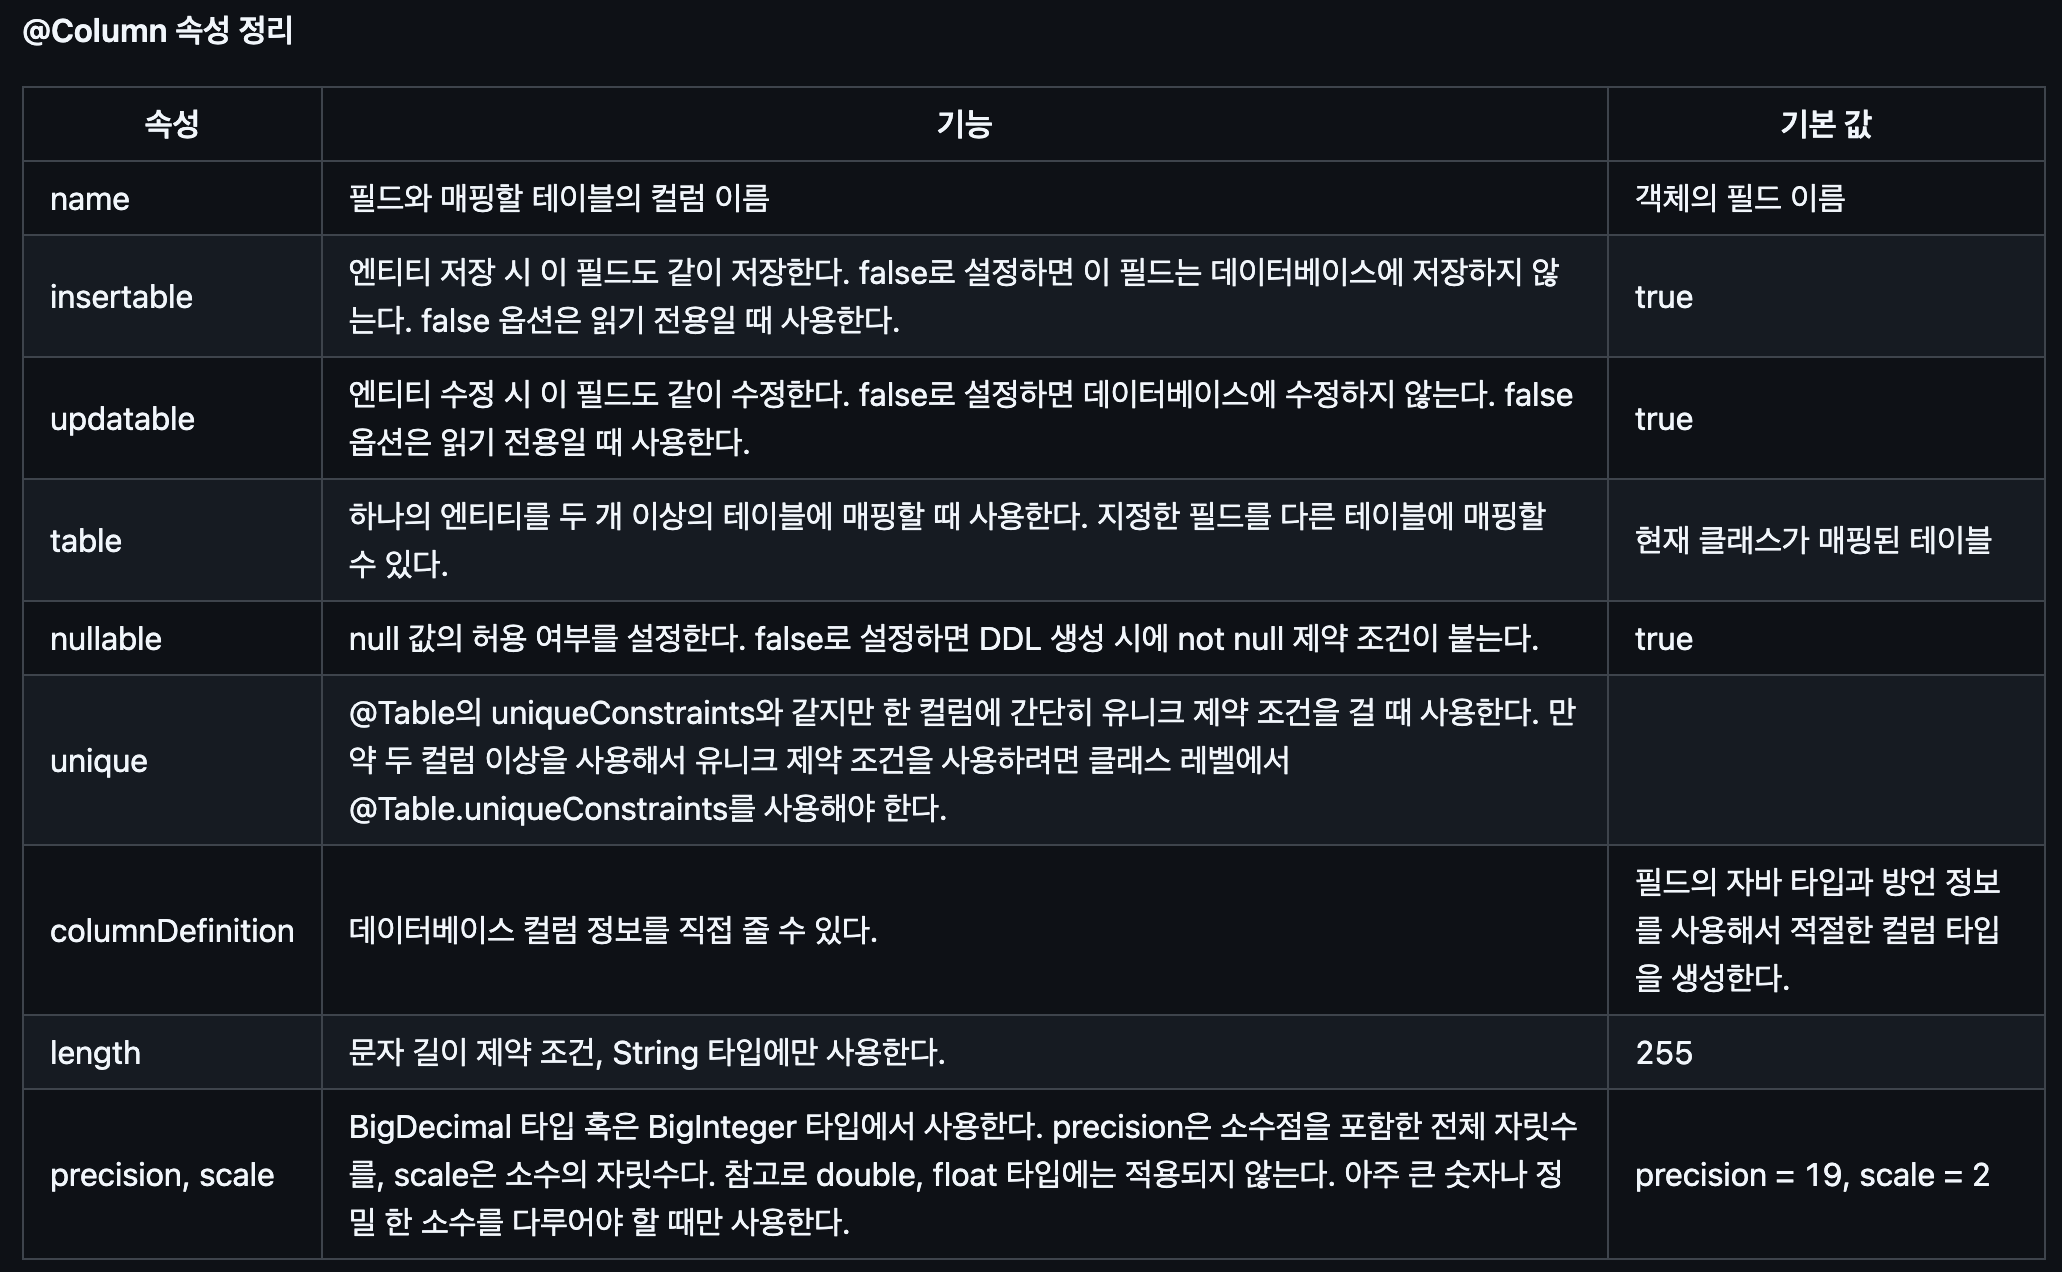 @Column 속성 정리
속성 기능 기본 값
name 필드와 매핑할 테이블의 컬럼 이름 객체의 필드 이름
insertable
엔티티 저장 시 이 필드도 같이 저장한다. false로 설정하면 이 필드는 데이터베이스에 저장하지 않
는다. false 옵션은 읽기 전용일 때 사용한다.
true
updatable
엔티티 수정 시 이 필드도 같이 수정한다. false로 설정하면 데이터베이스에 수정하지 않는다. false
옵션은 읽기 전용일 때 사용한다.
true
table
하나의 엔티티를 두 개 이상의 테이블에 매핑할 때 사용한다. 지정한 필드를 다른 테이블에 매핑할
수 있다.
현재 클래스가 매핑된 테이블
nullable null 값의 허용 여부를 설정한다. false로 설정하면 DDL 생성 시에 not null 제약 조건이 붙는다. true
unique
@Table의 uniqueConstraints와 같지만 한 컬럼에 간단히 유니크 제약 조건을 걸 때 사용한다. 만
약 두 컬럼 이상을 사용해서 유니크 제약 조건을 사용하려면 클래스 레벨에서
@Table.uniqueConstraints를 사용해야 한다.
columnDefinition
데이터베이스 컬럼 정보를 직접 줄 수 있다.
필드의 자바 타입과 방언 정보
를 사용해서 적절한 컬럼 타입
을 생성한다.
length 문자 길이 제약 조건, String 타입에만 사용한다. 255
precision, scale
BigDecimal 타입 혹은 BigInteger 타입에서 사용한다. precision은 소수점을 포함한 전체 자릿수
를, scale은 소수의 자릿수다. 참고로 double, float 타입에는 적용되지 않는다. 아주 큰 숫자나 정
밀 한 소수를 다루어야 할 때만 사용한다.
precision = 19, scale = 2